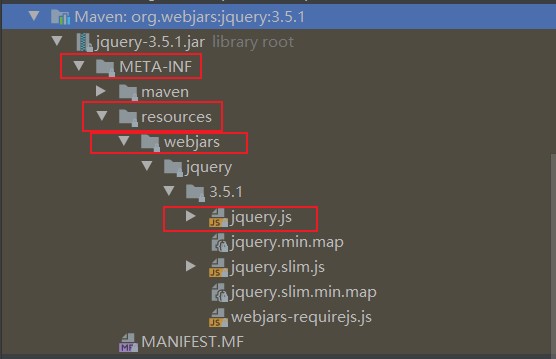 Maven: org.webjars:jquery:3.5.1
jquery-3.5.1.jar library root
META-INF
maven
resources
webjars
jquery
3.5.1
jquery.js
jquery.min.map
jquery.slim.js
jquery.slim.min.map
webjars-requirejs.js
MANIFEST.MF